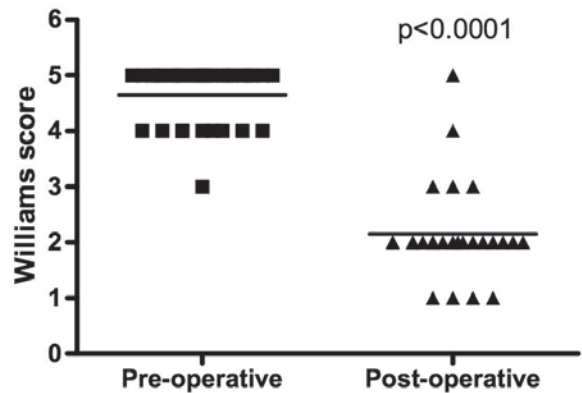 p<0.0001
Williams score
6
5
4
3
2
1
0
Pre-operative
Post-operative